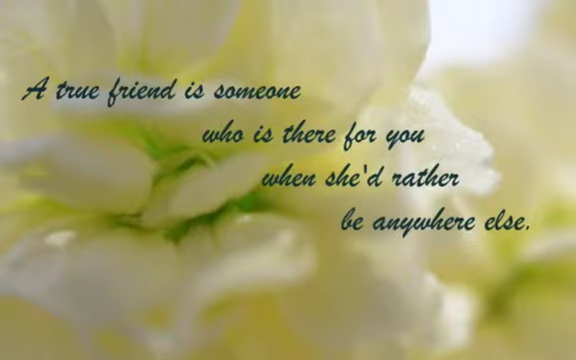 A true friend is someone
who is there for you
when she'd rather
be anywhere else.